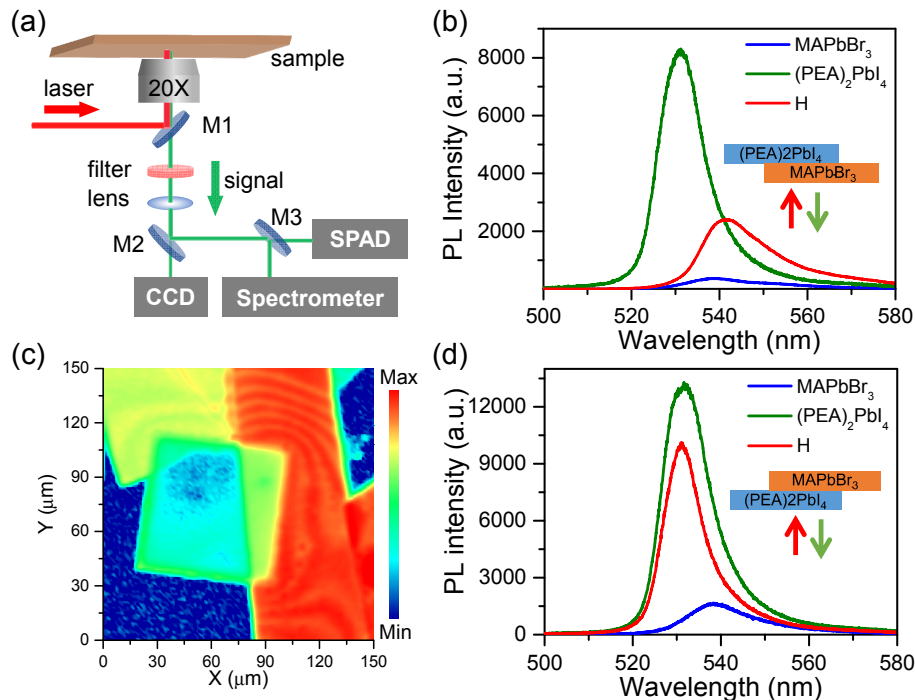 (a)
sample
20X
laser
M1
filter
lens
signal
M2
M3
SPAD
CCD
Spectrometer
(b)
PL Intensity (a.u.)
8000
6000
4000
2000
MAPbBr₃
(PEA)₂PbI₄
H
(PEA)2PbI₄
MAPbBr₃
500 520 540 560 580
Wavelength (nm)
(c)
Y (μm)
150
120
90
60
30
0
0 30 60 90 120 150
X (μm)
Max
Min
(d)
PL intensity (a.u.)
12000
9000
6000
3000
0
MAPbBr₃
(PEA)₂PbI₄
H
MAPbBr₃
(PEA)2PbI₄
500 520 540 560 580
Wavelength (nm)